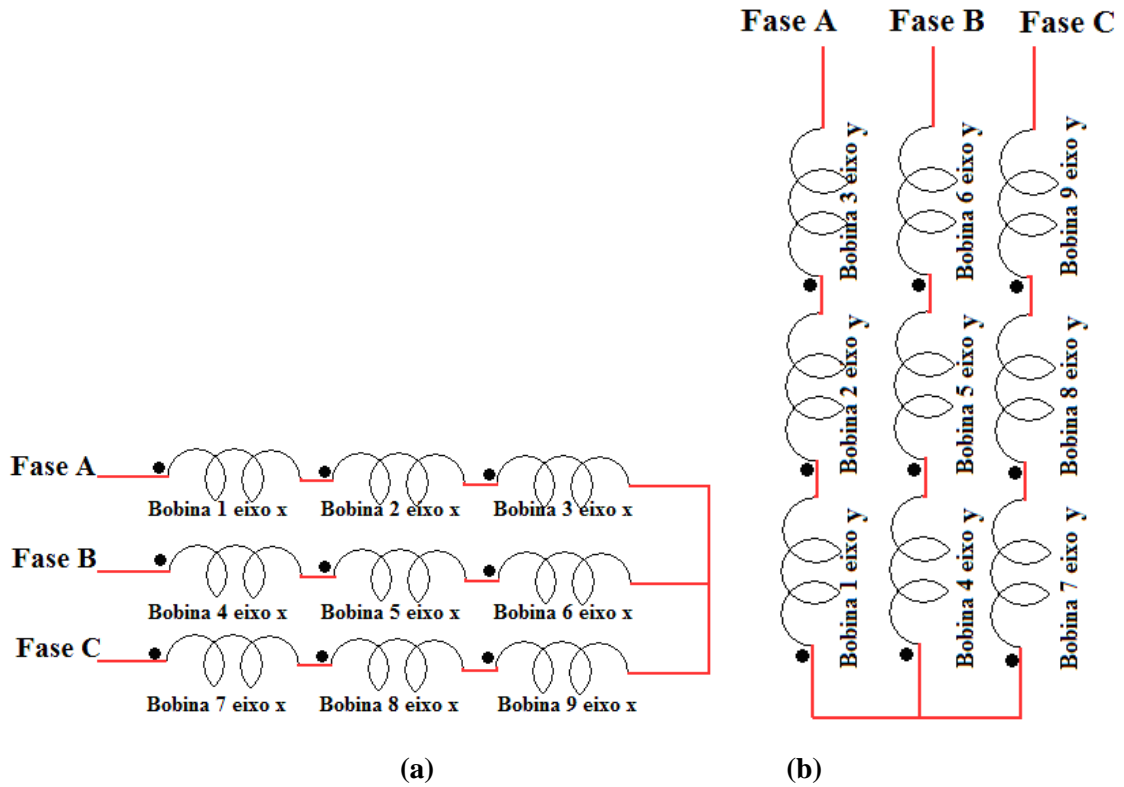 Fase A
Bobina 1 eixo x
Bobina 2 eixo x
Bobina 3 eixo x
Fase B
Bobina 4 eixo x
Bobina 5 eixo x
Bobina 6 eixo x
Fase C
Bobina 7 eixo x
Bobina 8 eixo x
Bobina 9 eixo x
(a)
Fase A
Fase B
Fase C
Bobina 3 eixo y
Bobina 6 eixo y
Bobina 9 eixo y
Bobina 2 eixo y
Bobina 5 eixo y
Bobina 8 eixo y
Bobina 1 eixo y
Bobina 4 eixo y
Bobina 7 eixo y
(b)